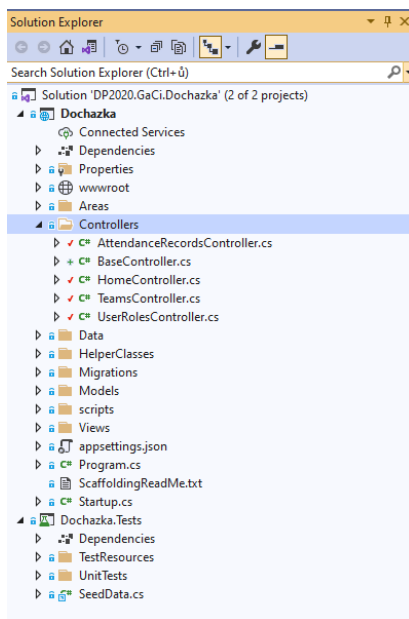 Solution Explorer
Search Solution Explorer (Ctrl+ů)
Solution 'DP2020.GaCi.Dochazka' (2 of 2 projects)
Dochazka
Connected Services
Dependencies
Properties
wwwroot
Areas
Controllers
C# AttendanceRecordsController.cs
C# BaseController.cs
C# HomeController.cs
C# TeamsController.cs
C# UserRolesController.cs
Data
HelperClasses
Migrations
Models
scripts
Views
appsettings.json
C# Program.cs
ScaffoldingReadMe.txt
C# Startup.cs
Dochazka.Tests
Dependencies
TestResources
UnitTests
C# SeedData.cs